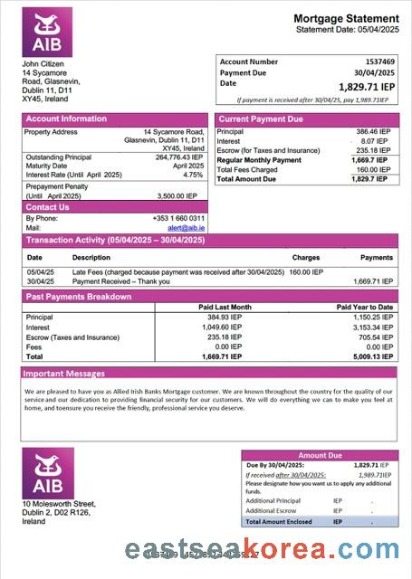 AIB
Mortgage Statement
Statement Date: 05/04/2025
John Citizen
14 Sycamore
Road, Glasnevin,
Dublin 11, D11
XY45, Ireland
Account Number 1537469
Payment Due 30/04/2025
Date
1,829.71 IEP
If payment is received after 30/04/25, pay 1,989.71IEP
Account Information
Property Address 14 Sycamore Road,
Glasnevin, Dublin 11, D11
XY45, Ireland
Outstanding Principal 264,776.43 IEP
Maturity Date April 2025
Interest Rate (Until April 2025) 4.75%
Prepayment Penalty
(Until April 2025) 3,500.00 IEP
Contact Us
By Phone: +353 1 660 0311
Mail: alert@aib.ie
Current Payment Due
Principal 386.46 IEP
Interest 8.07 IEP
Escrow (for Taxes and Insurance) 235.18 IEP
Regular Monthly Payment 1,669.7 IEP
Total Fees Charged 160.00 IEP
Total Amount Due 1,829.7 IEP
Transaction Activity (05/04/2025 – 30/04/2025)
Date Description Charges Payments
05/04/25 Late Fees (charged because payment was received after 30/04/2025) 160.00 IEP
30/04/25 Payment Received – Thank you 1,669.71 IEP
Past Payments Breakdown
Paid Last Month Paid Year to Date
Principal 384.93 IEP 1,150.25 IEP
Interest 1,049.60 IEP 3,153.34 IEP
Escrow (Taxes and Insurance) 235.18 IEP 705.54 IEP
Fees 0.00 IEP 0.00 IEP
Total 1,669.71 IEP 5,009.13 IEP
Important Messages
We are pleased to have you as Allied Irish Banks Mortgage customer. We are known throughout the country for the quality of our
service and our dedication to providing financial security for our customers. We will do everything we can to make you feel at
home, and toensure you receive the friendly, professional service you deserve.
AIB
10 Molesworth Street,
Dublin 2, D02 R126,
Ireland
Amount Due
Due By 30/04/2025: 1,829.71 IEP
If received after 30/04/2025: 1,989.71IEP
Please designate how you want us to apply any additional
funds.
Additional Principal IEP .
Additional Escrow IEP .
Total Amount Enclosed IEP .
eastseakorea.com